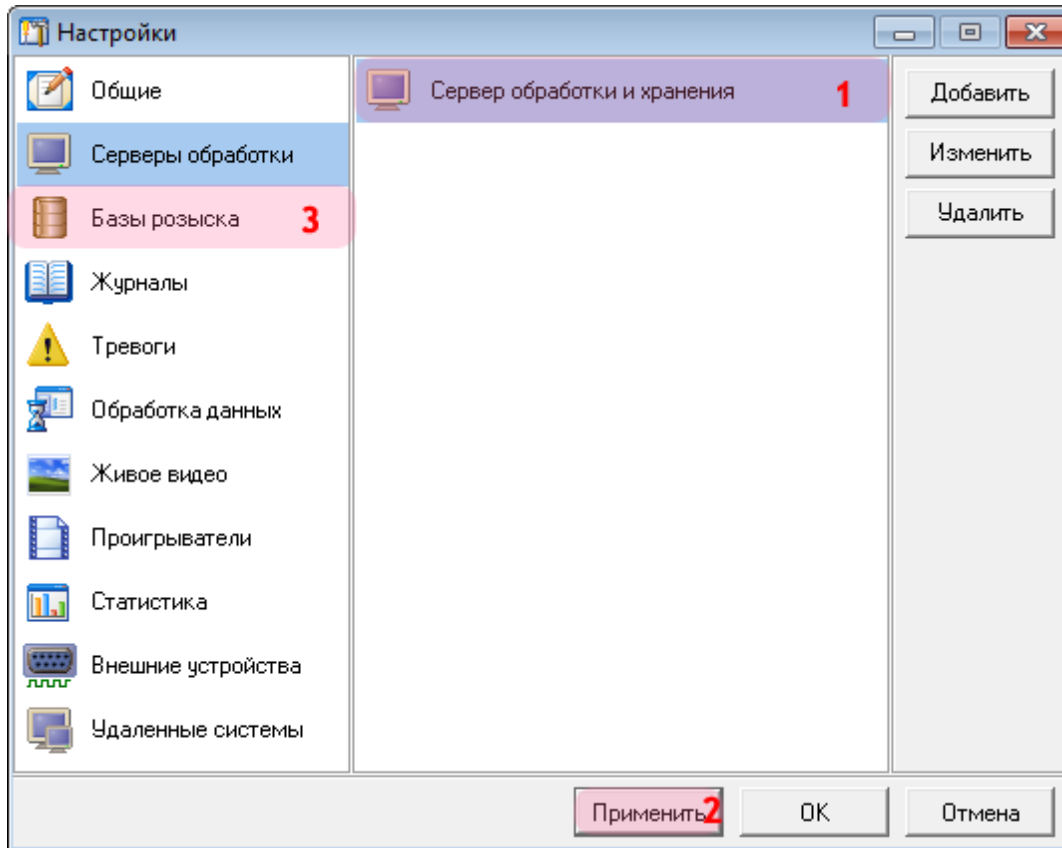 Настройки
Общие
Серверы обработки
Базы розыска 3
Журналы
Тревоги
Обработка данных
Живое видео
Проигрыватели
Статистика
Внешние устройства
Удаленные системы
Сервер обработки и хранения 1
Добавить
Изменить
Удалить
Применить 2
OK
Отмена